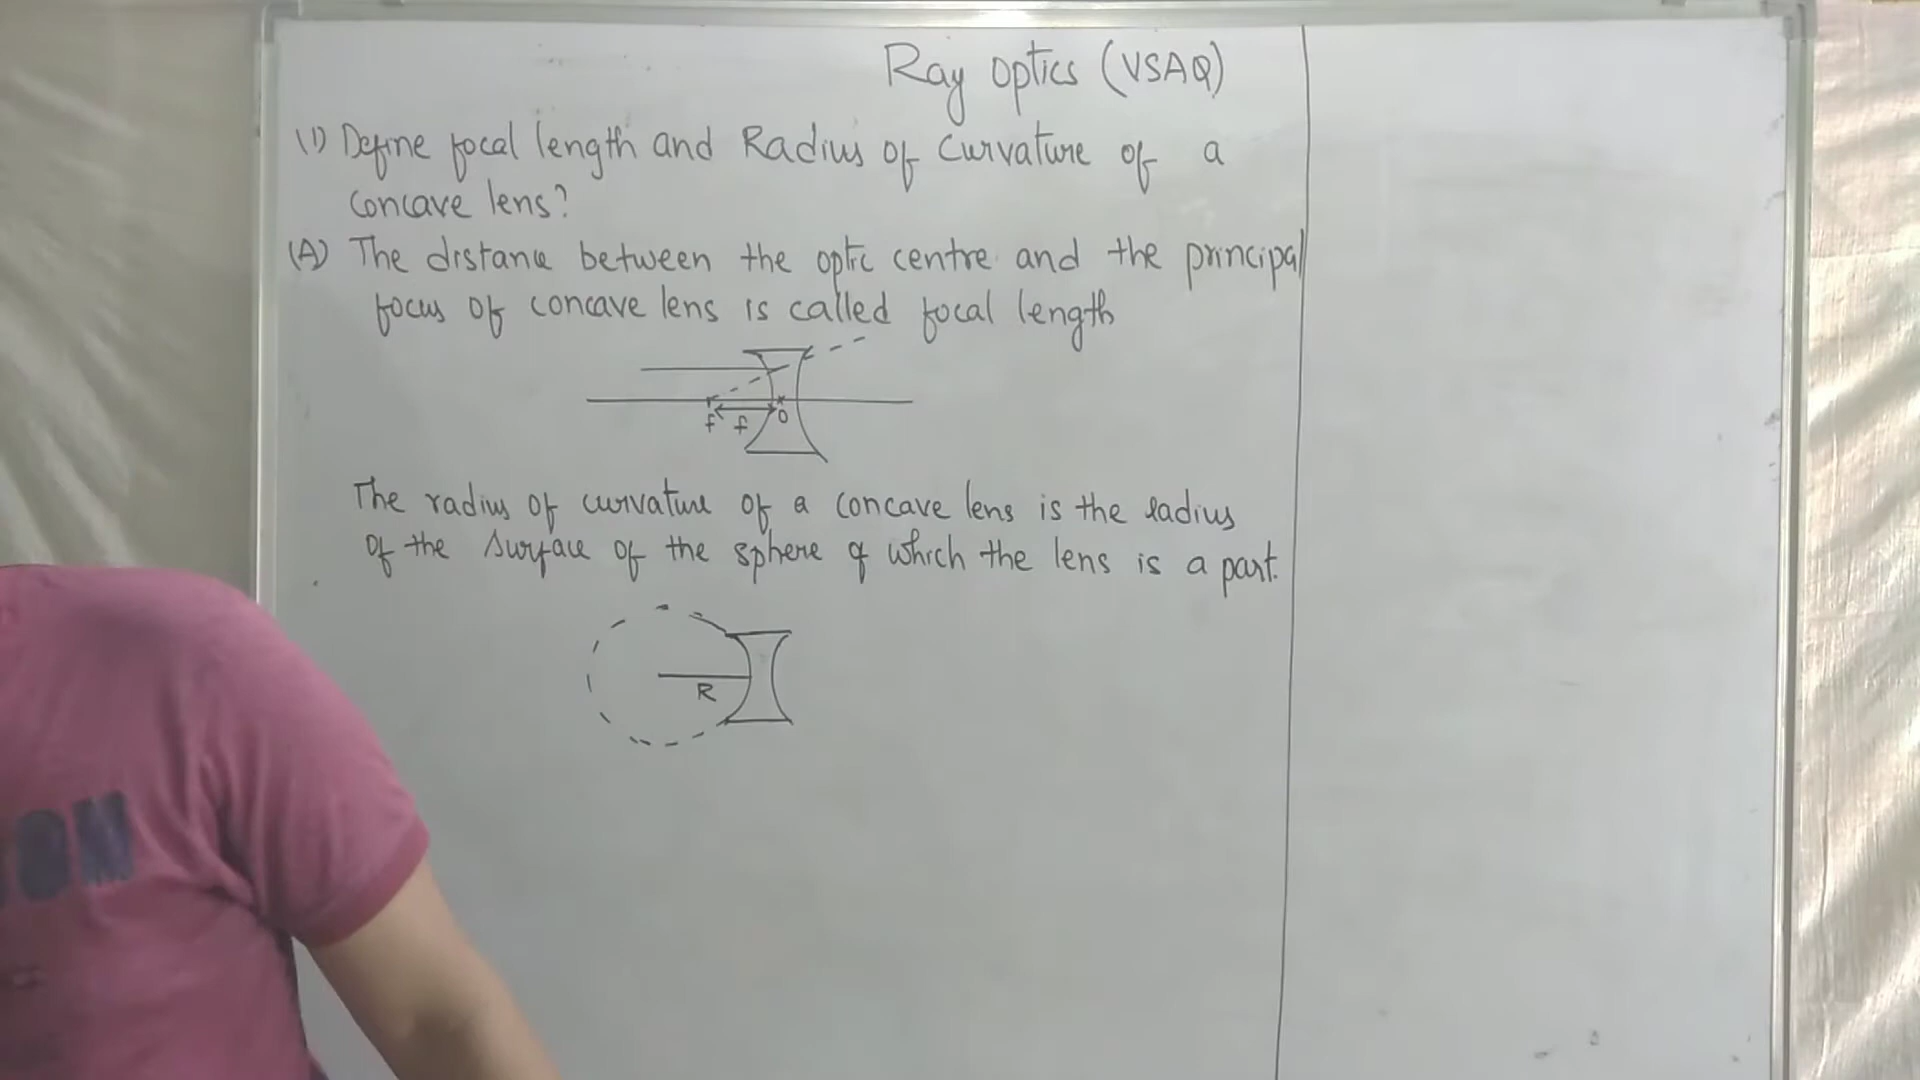 Ray Optics (VSAQ)
(1) Define focal length and Radius of Curvature of a
concave lens?
(A) The distance between the optic centre and the principal
focus of concave lens is called focal length
f f O
The radius of curvature of a concave lens is the radius
of the surface of the sphere of which the lens is a part.
R